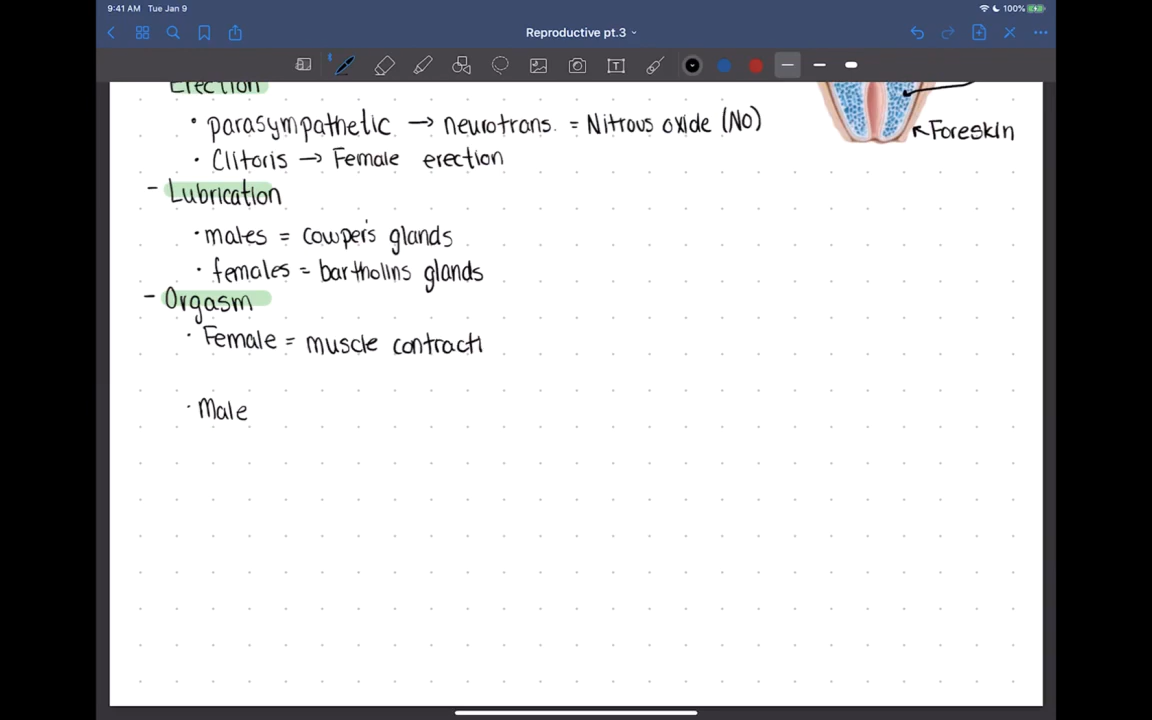 9:41 AM Tue Jan 9
100%
Reproductive pt.3
Erection
• parasympathetic → neurotrans. = Nitrous oxide (NO)
Foreskin
• Clitoris → Female erection
- Lubrication
• males = cowper's glands
• females = bartholins glands
- Orgasm
• Female = muscle contracti
• Male